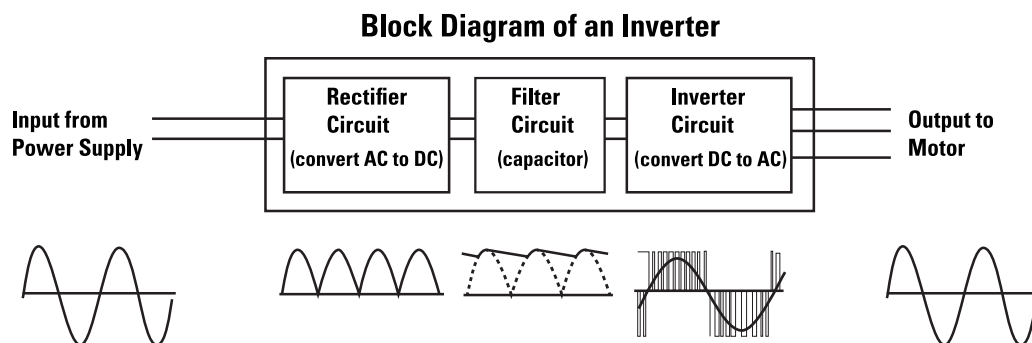 Block Diagram of an Inverter
Input from
Power Supply
Rectifier
Circuit
(convert AC to DC)
Filter
Circuit
(capacitor)
Inverter
Circuit
(convert DC to AC)
Output to
Motor